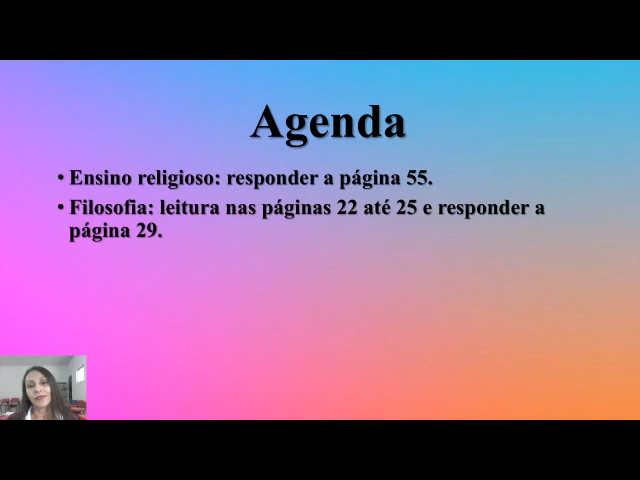 Agenda
• Ensino religioso: responder a página 55.
• Filosofia: leitura nas páginas 22 até 25 e responder a
página 29.